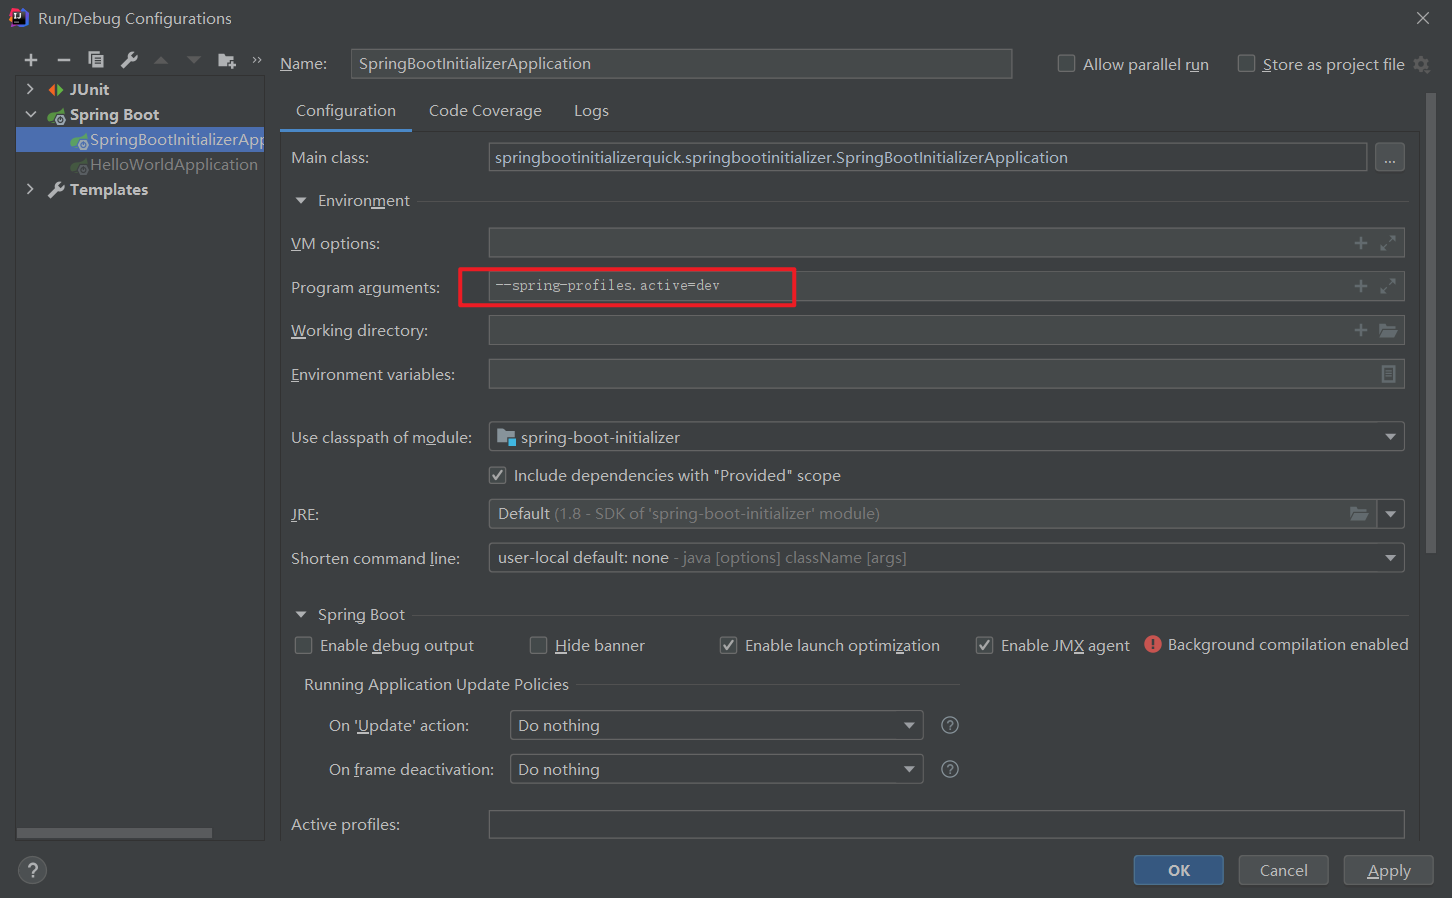 Run/Debug Configurations
Name: SpringBootInitializerApplication Allow parallel run Store as project file
JUnit
Spring Boot
SpringBootInitializerApp
HelloWorldApplication
Templates
Configuration Code Coverage Logs
Main class: springbootinitializerquick.springbootinitializer.SpringBootInitializerApplication ...
Environment
VM options:
Program arguments: --spring-profiles.active=dev
Working directory:
Environment variables:
Use classpath of module: spring-boot-initializer
Include dependencies with "Provided" scope
JRE: Default (1.8 - SDK of 'spring-boot-initializer' module)
Shorten command line: user-local default: none - java [options] className [args]
Spring Boot
Enable debug output Hide banner Enable launch optimization Enable JMX agent Background compilation enabled
Running Application Update Policies
On 'Update' action: Do nothing ?
On frame deactivation: Do nothing ?
Active profiles:
? OK Cancel Apply